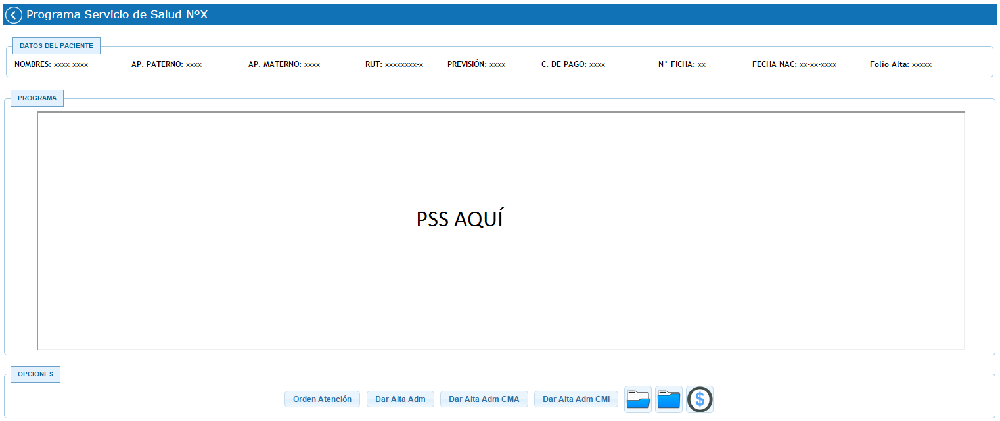 Programa Servicio de Salud NºX
DATOS DEL PACIENTE
NOMBRES: xxxx xxxx AP. PATERNO: xxxx AP. MATERNO: xxxx RUT: xxxxxxxx-x PREVISIÓN: xxxx C. DE PAGO: xxxx N° FICHA: xx FECHA NAC: xx-xx-xxxx Folio Alta: xxxxx
PROGRAMA
PSS AQUÍ
OPCIONES
Orden Atención Dar Alta Adm Dar Alta Adm CMA Dar Alta Adm CMI $